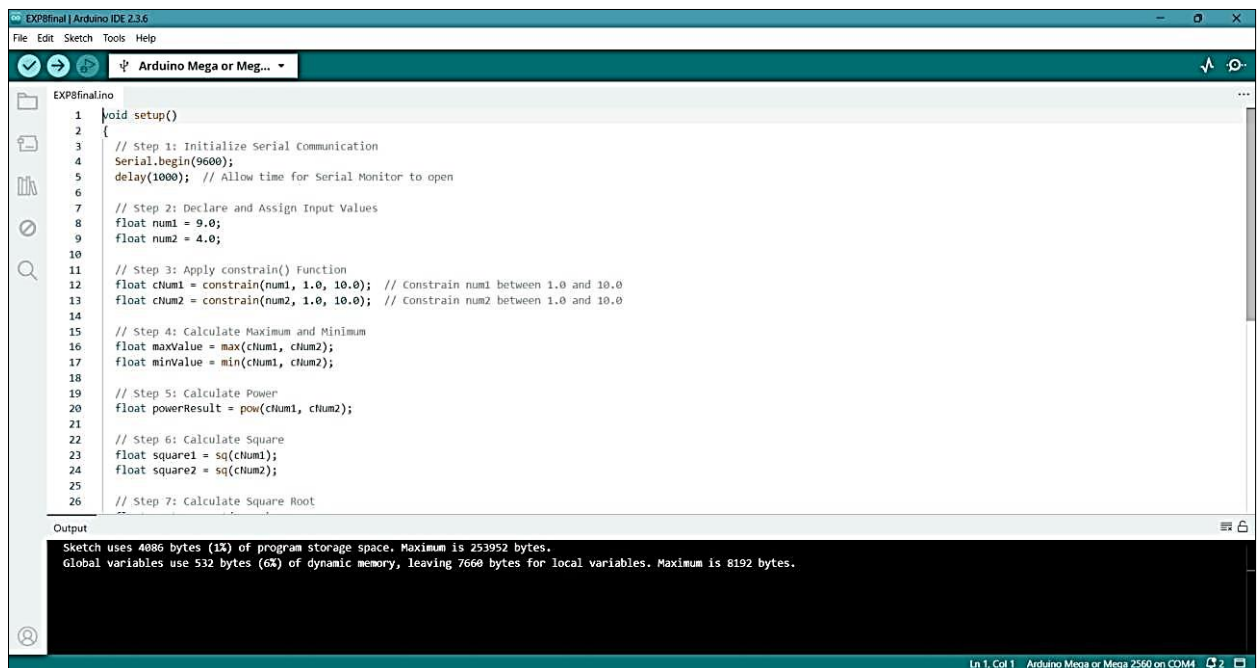 EXP8final | Arduino IDE 2.3.6
File Edit Sketch Tools Help
Arduino Mega or Meg...
EXP8final.ino
1 void setup()
2 {
3 // Step 1: Initialize Serial Communication
4 Serial.begin(9600);
5 delay(1000); // Allow time for Serial Monitor to open
6
7 // Step 2: Declare and Assign Input Values
8 float num1 = 9.0;
9 float num2 = 4.0;
10
11 // Step 3: Apply constrain() Function
12 float cNum1 = constrain(num1, 1.0, 10.0); // Constrain num1 between 1.0 and 10.0
13 float cNum2 = constrain(num2, 1.0, 10.0); // Constrain num2 between 1.0 and 10.0
14
15 // Step 4: Calculate Maximum and Minimum
16 float maxValue = max(cNum1, cNum2);
17 float minValue = min(cNum1, cNum2);
18
19 // Step 5: Calculate Power
20 float powerResult = pow(cNum1, cNum2);
21
22 // Step 6: Calculate Square
23 float square1 = sq(cNum1);
24 float square2 = sq(cNum2);
25
26 // Step 7: Calculate Square Root
Output
Sketch uses 4086 bytes (1%) of program storage space. Maximum is 253952 bytes.
Global variables use 532 bytes (6%) of dynamic memory, leaving 7660 bytes for local variables. Maximum is 8192 bytes.
Ln 1, Col 1 Arduino Mega or Mega 2560 on COM4 2